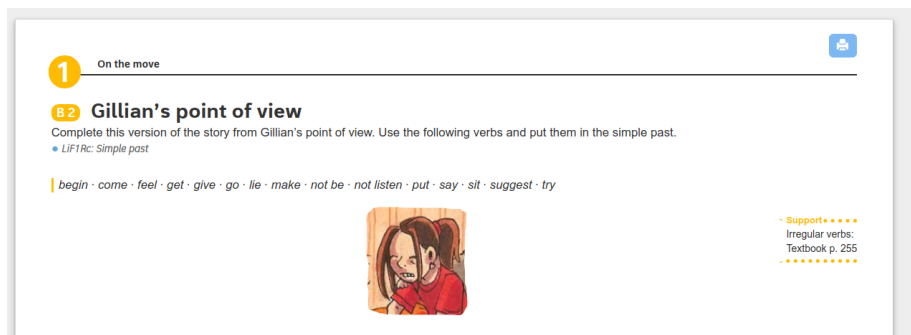 1
On the move
B 2 Gillian's point of view
Complete this version of the story from Gillian's point of view. Use the following verbs and put them in the simple past.
• LiF1Rc: Simple past
begin · come · feel · get · give · go · lie · make · not be · not listen · put · say · sit · suggest · try
Support
Irregular verbs:
Textbook p. 255